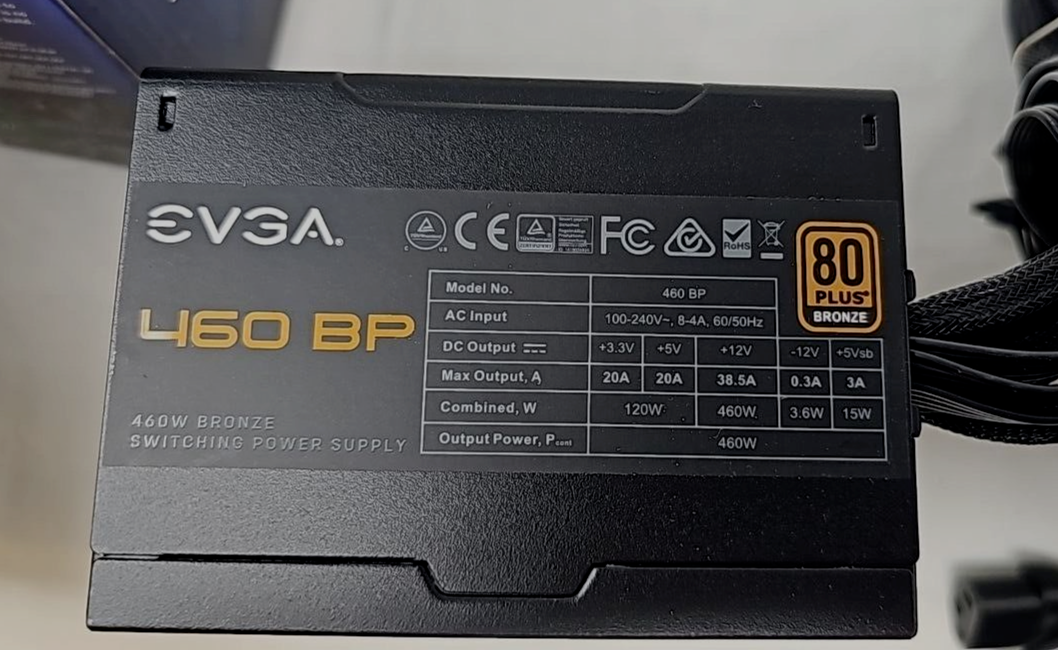 EVGA®
C US
CE
FC
RoHS
80
PLUS®
BRONZE
460 BP
Model No. 460 BP
AC Input 100-240V~, 8-4A, 60/50Hz
DC Output +3.3V +5V +12V -12V +5Vsb
Max Output, A 20A 20A 38.5A 0.3A 3A
Combined, W 120W 460W 3.6W 15W
Output Power, Pcont 460W
460W BRONZE
SWITCHING POWER SUPPLY